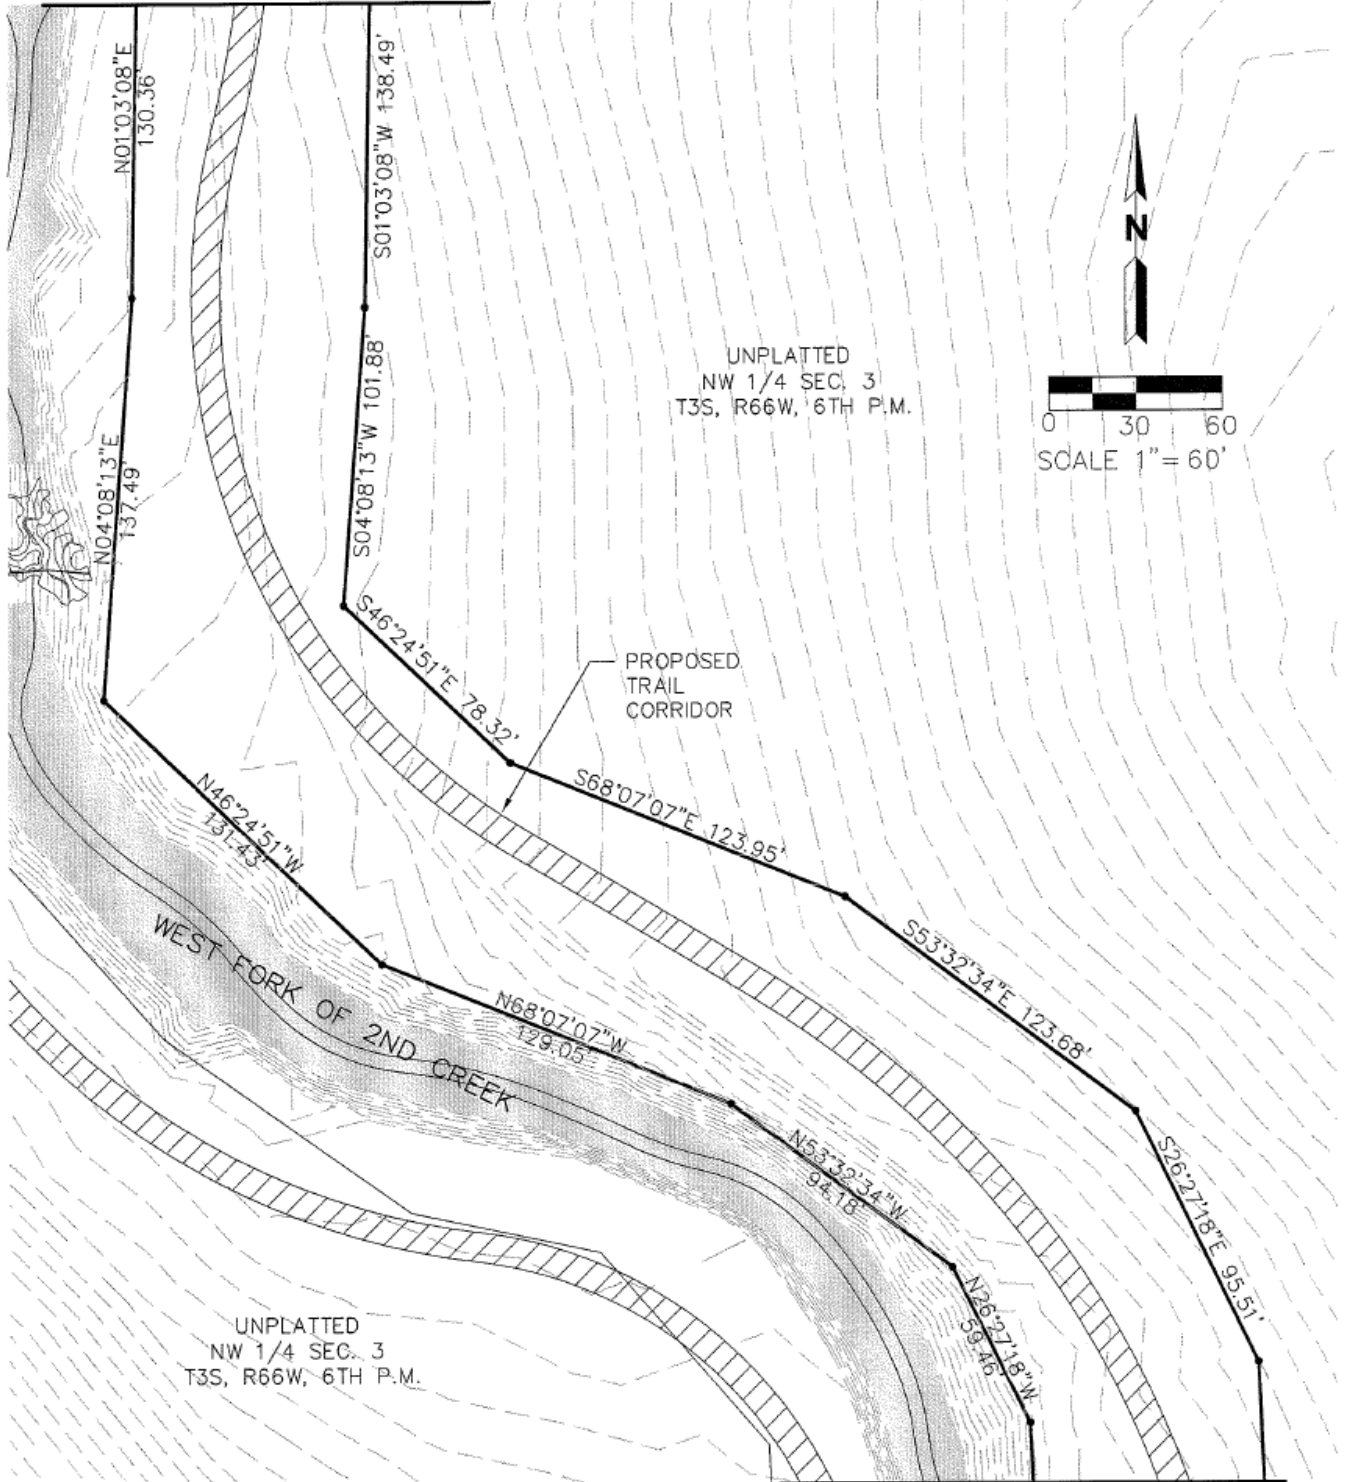 N01°03'08"E
130.36'
S01°03'08"W 138.49'
N
UNPLATTED
NW 1/4 SEC. 3
T3S, R66W, 6TH P.M.
0 30 60
SCALE 1"=60'
S04°08'13"W 101.88'
N04°08'13"E
137.49'
S46°24'51"E 78.32'
PROPOSED
TRAIL
CORRIDOR
S68°07'07"E 123.95'
N46°24'51"W
131.43'
WEST FORK OF 2ND CREEK
S53°32'34"E 123.68'
N68°07'07"W
129.05'
N53°32'34"W
94.18'
S26°27'18"E 95.51'
N26°27'18"W
59.46'
UNPLATTED
NW 1/4 SEC. 3
T3S, R66W, 6TH P.M.